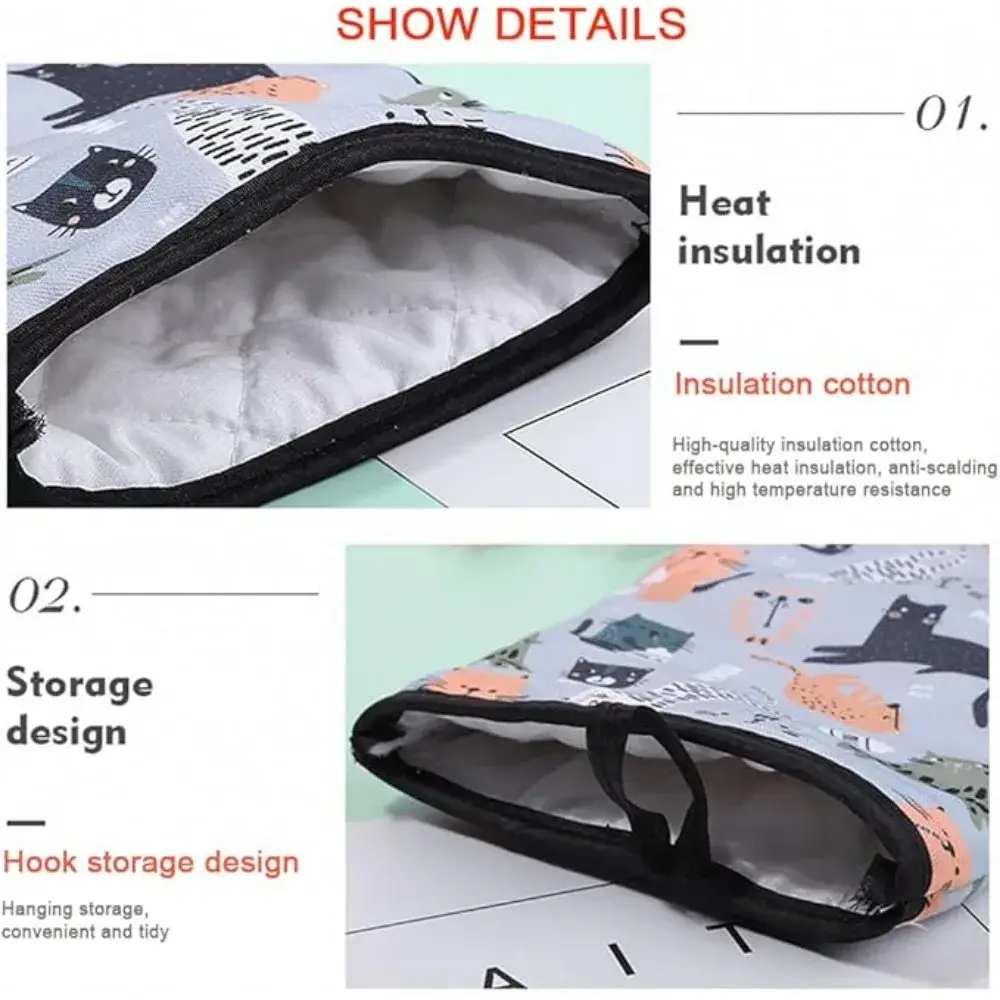 SHOW DETAILS
01.
Heat
insulation
Insulation cotton
High-quality insulation cotton,
effective heat insulation, anti-scalding
and high temperature resistance
02.
Storage
design
Hook storage design
Hanging storage,
convenient and tidy
A I T